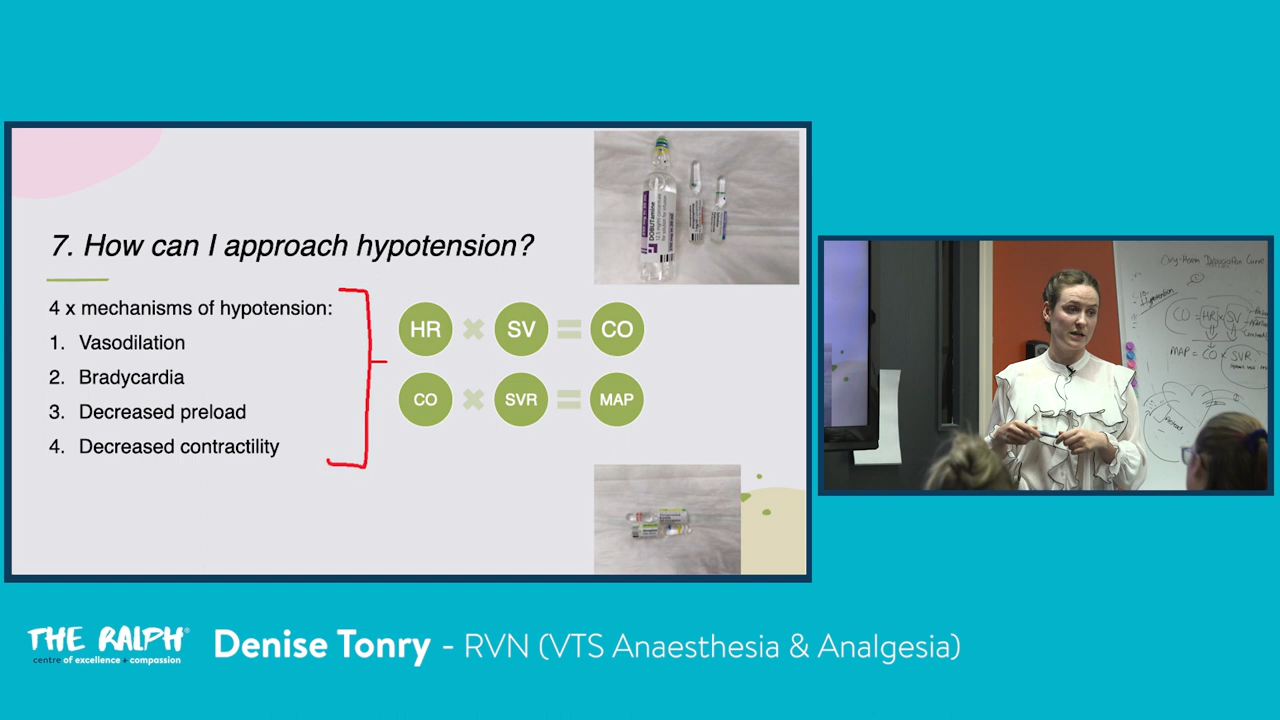 7. How can I approach hypotension?
4 x mechanisms of hypotension:
1. Vasodilation
2. Bradycardia
3. Decreased preload
4. Decreased contractility
HR × SV = CO
CO × SVR = MAP
DOBUTamine
CO = HR × SV
MAP = CO × SVR
THE RALPH®
centre of excellence + compassion
Denise Tonry - RVN (VTS Anaesthesia & Analgesia)